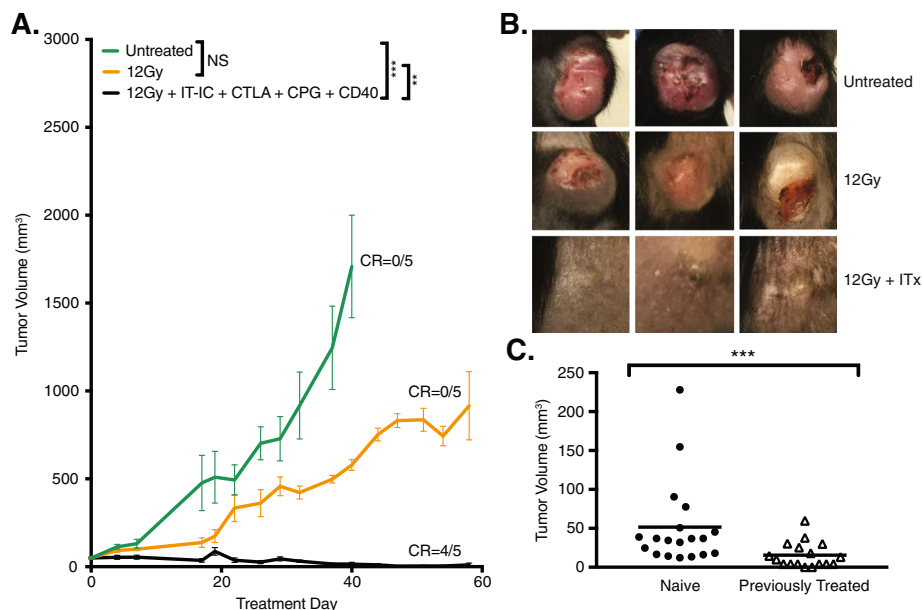 A.
3000
2500
2000
1500
1000
500
0
0
20
40
60
Tumor Volume (mm³)
Treatment Day
Untreated
12Gy
12Gy + IT-IC + CTLA + CPG + CD40
NS
***
**
CR=0/5
CR=0/5
CR=4/5
B.
Untreated
12Gy
12Gy + ITx
C.
***
250
200
150
100
50
0
Tumor Volume (mm³)
Naive
Previously Treated